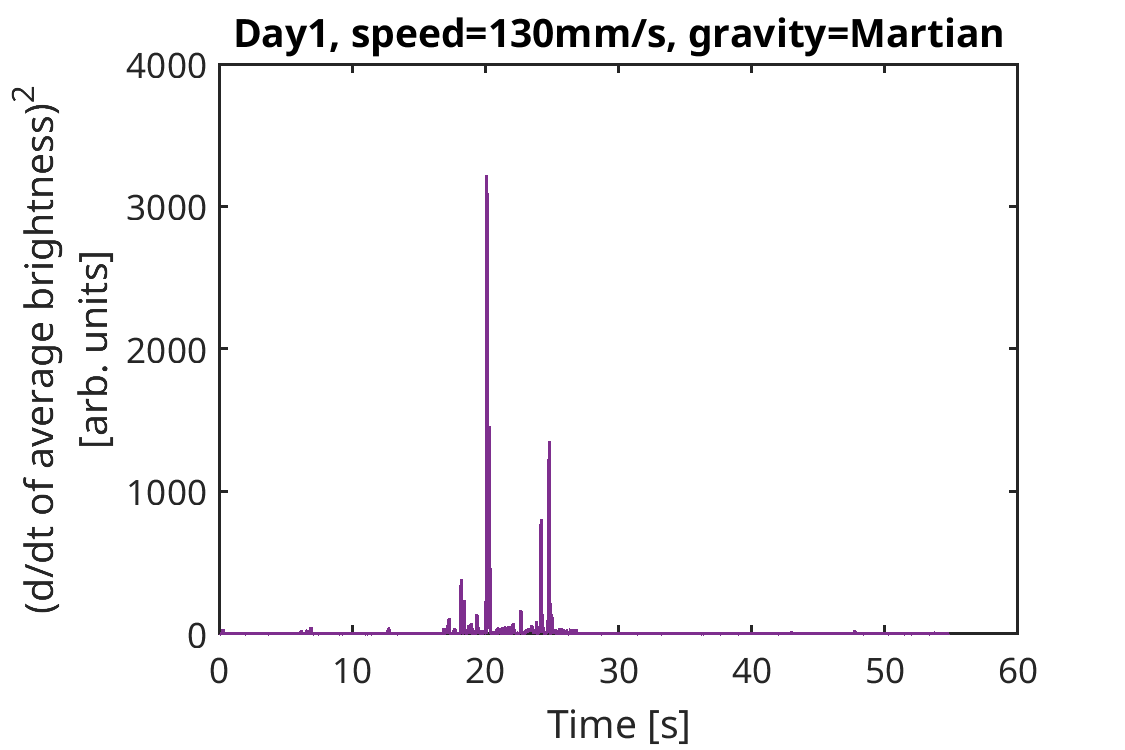 Day1, speed=130mm/s, gravity=Martian
(d/dt of average brightness)²
[arb. units]
4000
3000
2000
1000
0
0 10 20 30 40 50 60
Time [s]